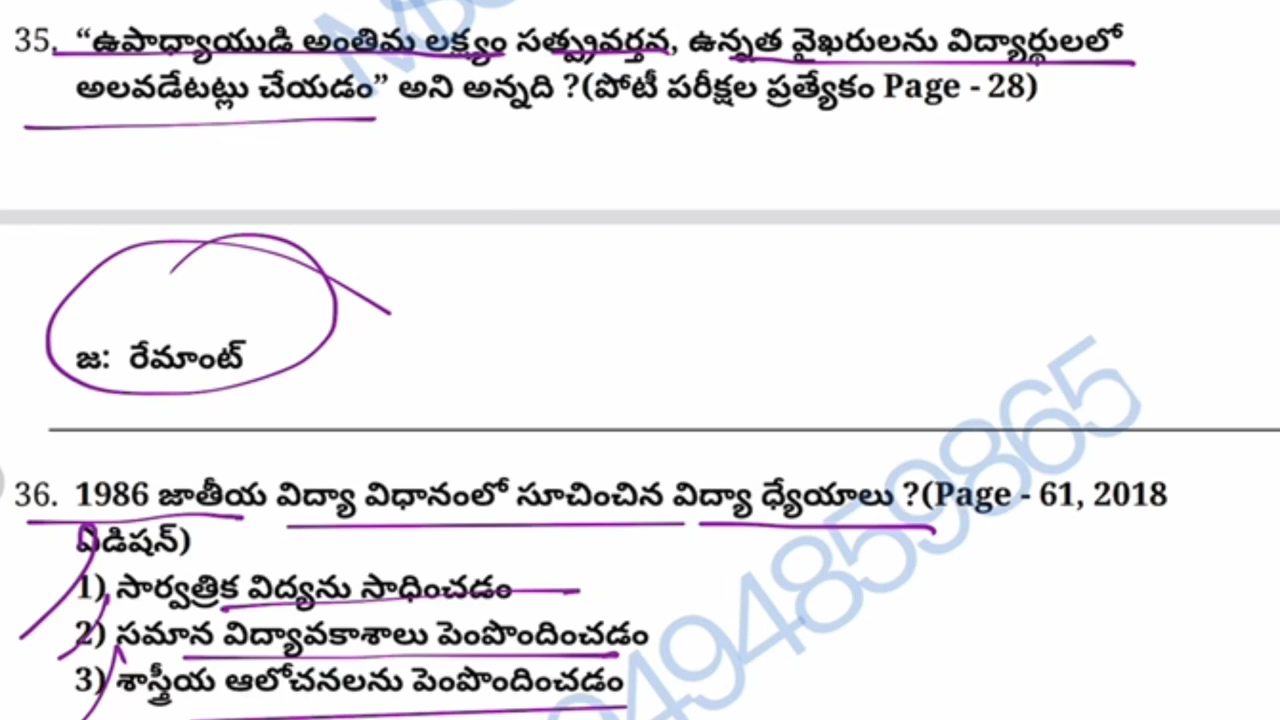 35. “ఉపాధ్యాయుడి అంతిమ లక్ష్యం సత్ప్రువర్తన, ఉన్నత వైఖరులను విద్యార్థులలో
అలవడేటట్లు చేయడం” అని అన్నది ?(పోటీ పరీక్షల ప్రత్యేకం Page - 28)
జ: రేమాంట్
36. 1986 జాతీయ విద్యా విధానంలో సూచించిన విద్యా ధ్యేయాలు ?(Page - 61, 2018
ఎడిషన్)
1) సార్వత్రిక విద్యను సాధించడం
2) సమాన విద్యావకాశాలు పెంపొందించడం
3) శాస్త్రీయ ఆలోచనలను పెంపొందించడం
9494859865